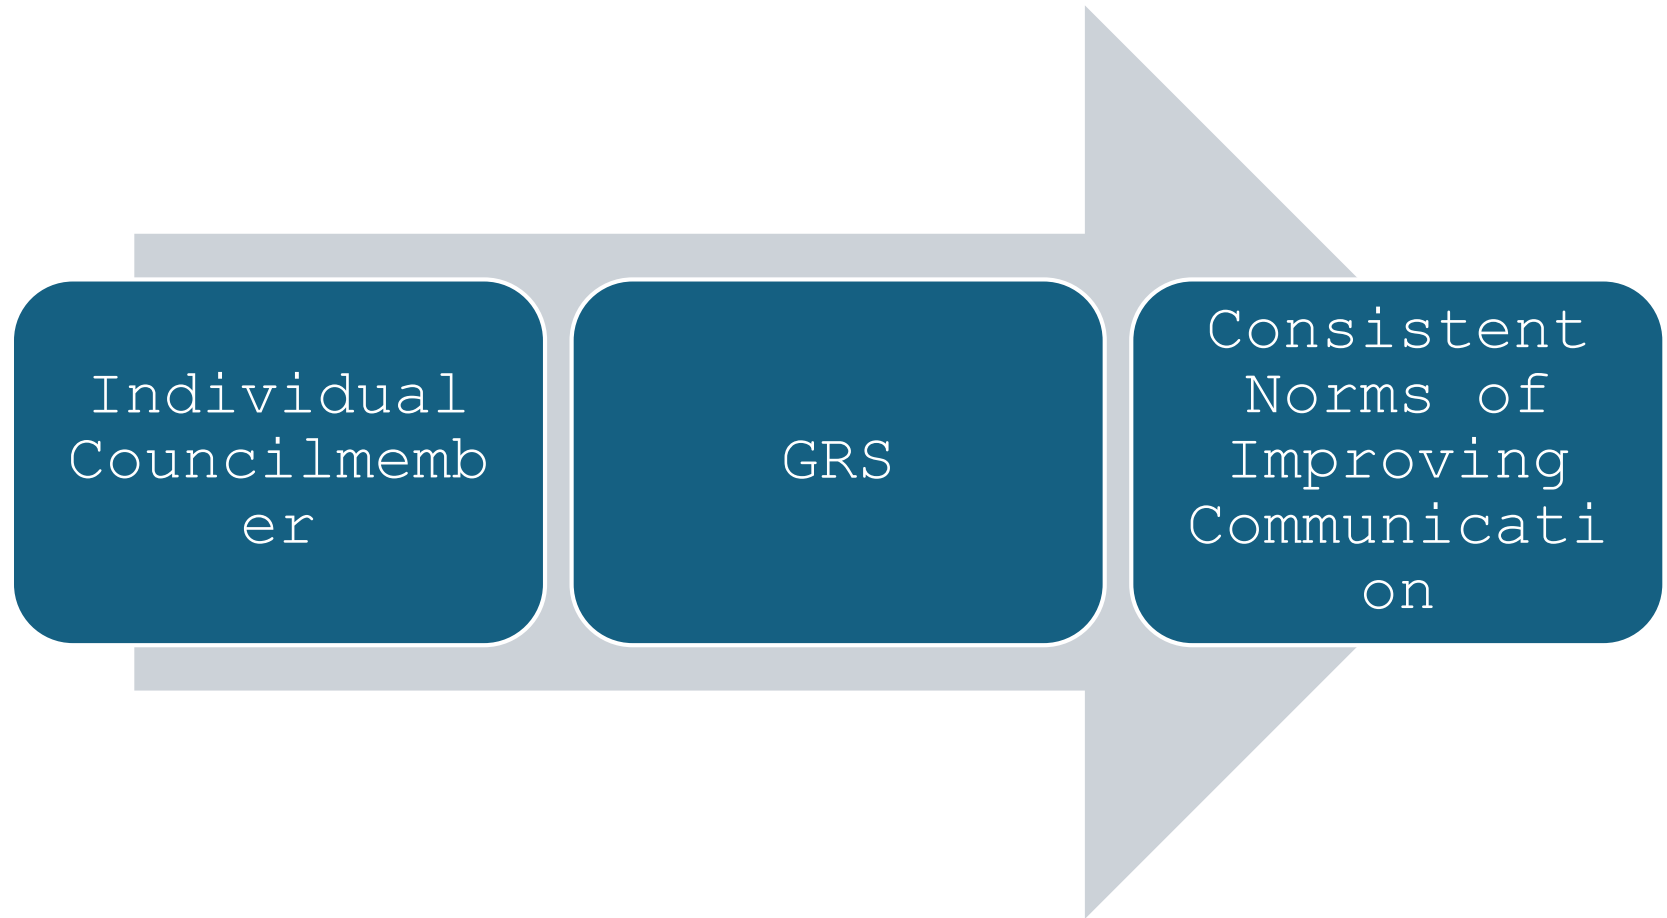 Individual
Councilmemb
er
GRS
Consistent
Norms of
Improving
Communicati
on